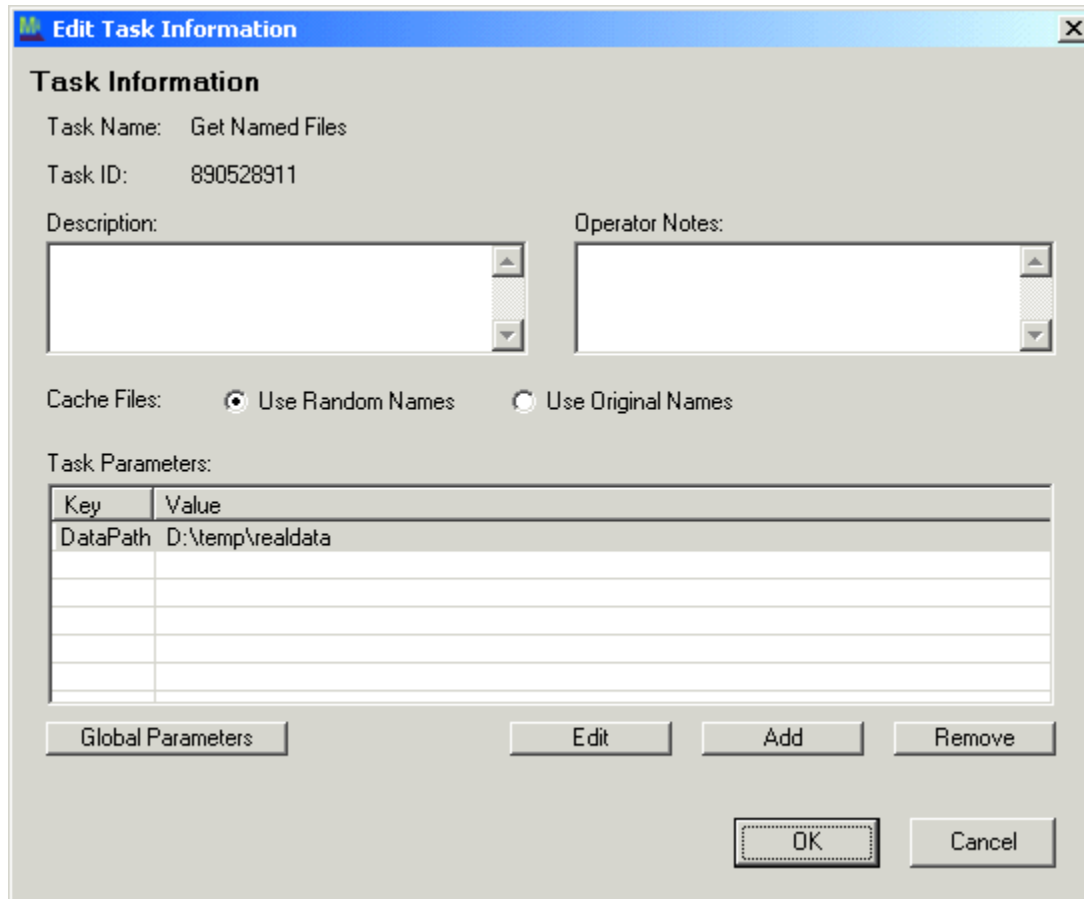 Edit Task Information
Task Information
Task Name: Get Named Files
Task ID: 890528911
Description: Operator Notes:
Cache Files: Use Random Names Use Original Names
Task Parameters:
Key Value
DataPath D:\temp\realdata
Global Parameters Edit Add Remove
OK Cancel